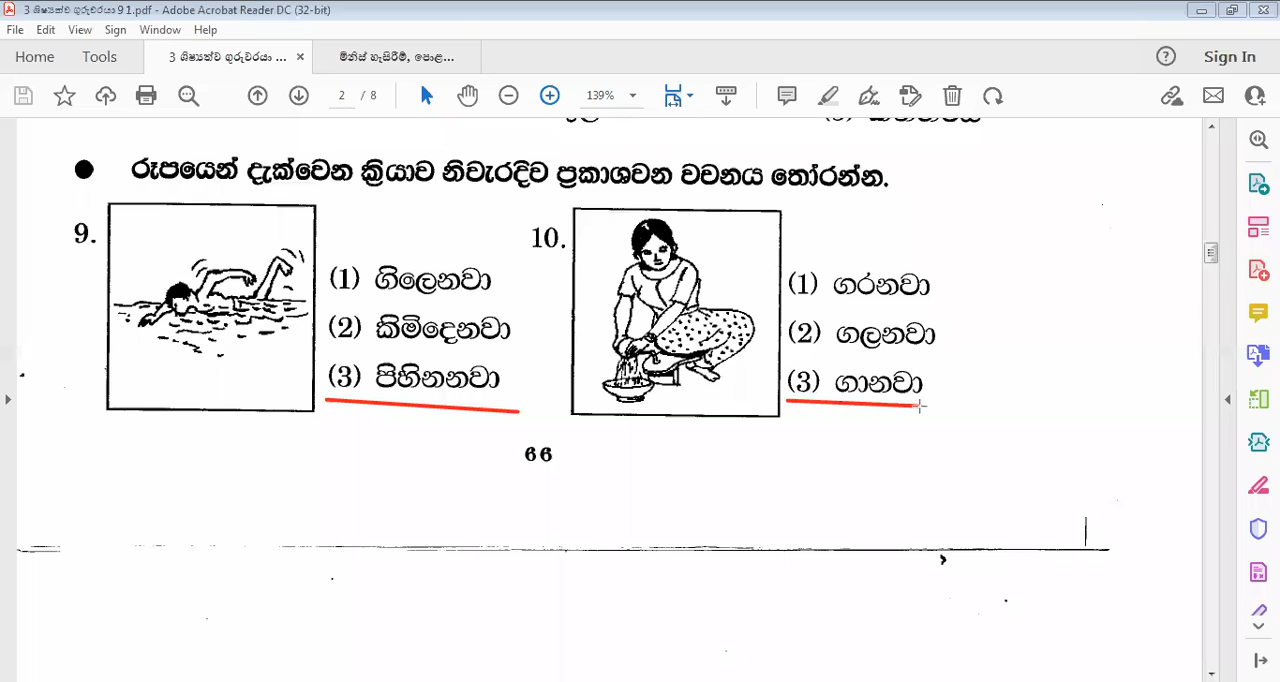 3 ශිෂ්‍යත්ව ගුරුවරයා 9 1.pdf - Adobe Acrobat Reader DC (32-bit)
File Edit View Sign Window Help
Home Tools 3 ශිෂ්‍යත්ව ගුරුවරයා ... × මිනිස් හැසිරීම්, පොළ... Sign In
2 / 8 139%
● රූපයෙන් දැක්වෙන ක්‍රියාව නිවැරදිව ප්‍රකාශවන වචනය තෝරන්න.
9.
(1) ගිලෙනවා
(2) කිමිදෙනවා
(3) පිහිනනවා
10.
(1) ගරනවා
(2) ගලනවා
(3) ගානවා
66